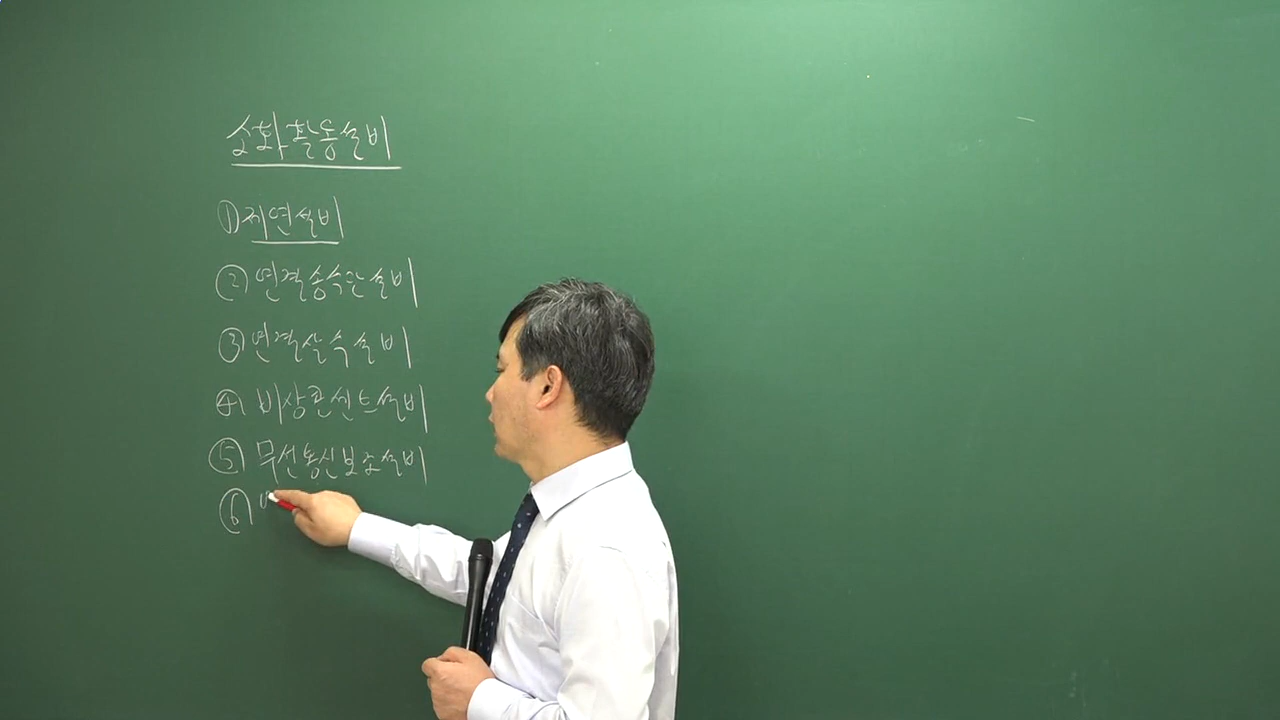 소화활동설비
① 제연설비
② 연결송수관설비
③ 연결살수설비
④ 비상콘센트설비
⑤ 무선통신보조설비
⑥